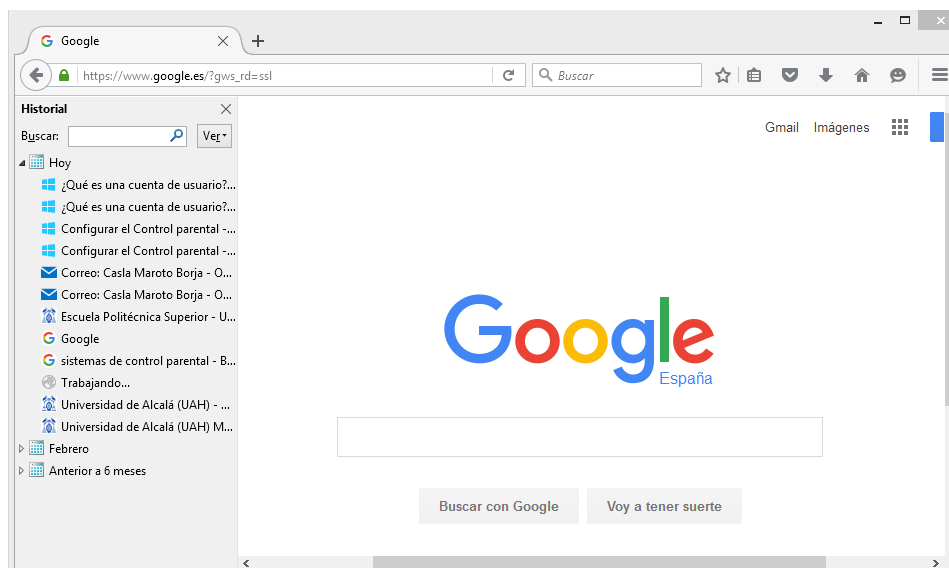 Google
https://www.google.es/?gws_rd=ssl
Buscar
Historial
Buscar:
Ver
Gmail Imágenes
Hoy
¿Qué es una cuenta de usuario?...
¿Qué es una cuenta de usuario?...
Configurar el Control parental -...
Configurar el Control parental -...
Correo: Casla Maroto Borja - O...
Correo: Casla Maroto Borja - O...
Escuela Politécnica Superior - U...
Google
sistemas de control parental - B...
Trabajando...
Universidad de Alcalá (UAH) - ...
Universidad de Alcalá (UAH) M...
Febrero
Anterior a 6 meses
Google
España
Buscar con Google Voy a tener suerte